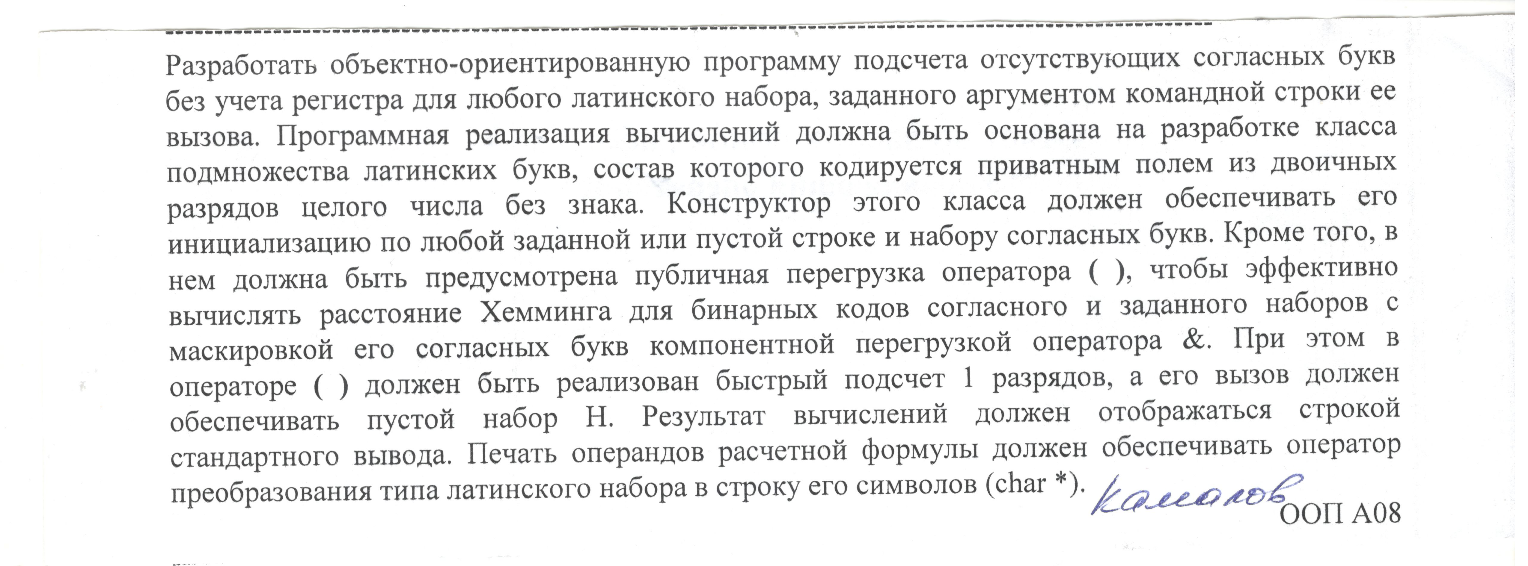 Разработать объектно-ориентированную программу подсчета отсутствующих согласных букв
без учета регистра для любого латинского набора, заданного аргументом командной строки ее
вызова. Программная реализация вычислений должна быть основана на разработке класса
подмножества латинских букв, состав которого кодируется приватным полем из двоичных
разрядов целого числа без знака. Конструктор этого класса должен обеспечивать его
инициализацию по любой заданной или пустой строке и набору согласных букв. Кроме того, в
нем должна быть предусмотрена публичная перегрузка оператора ( ), чтобы эффективно
вычислять расстояние Хемминга для бинарных кодов согласного и заданного наборов с
маскировкой его согласных букв компонентной перегрузкой оператора &. При этом в
операторе ( ) должен быть реализован быстрый подсчет 1 разрядов, а его вызов должен
обеспечивать пустой набор H. Результат вычислений должен отображаться строкой
стандартного вывода. Печать операндов расчетной формулы должен обеспечивать оператор
преобразования типа латинского набора в строку его символов (char *).
Камалов
ООП А08